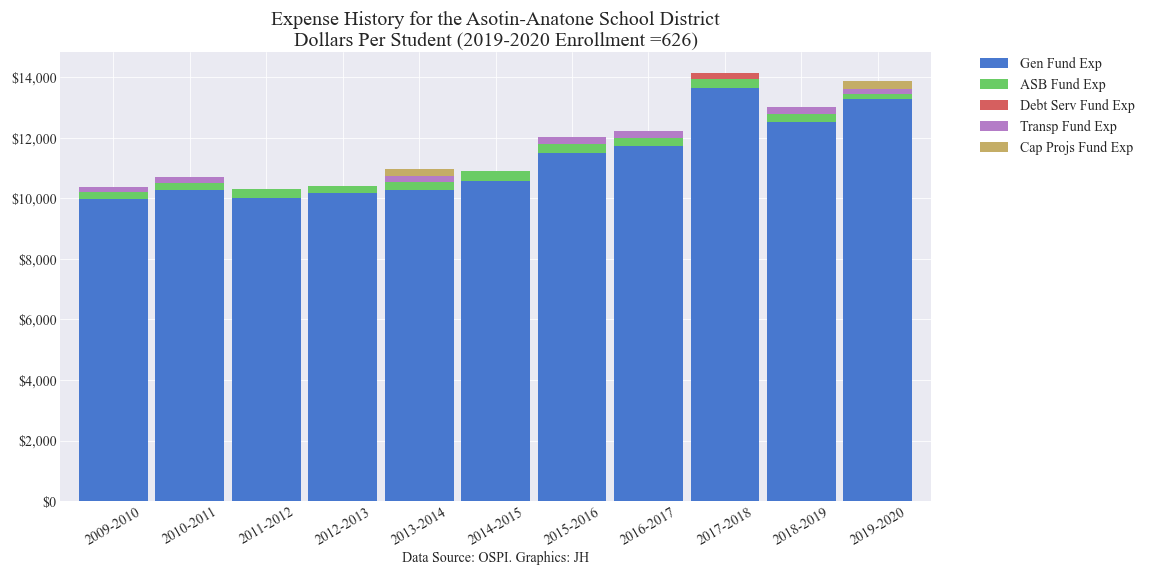 Expense History for the Asotin-Anatone School District
Dollars Per Student (2019-2020 Enrollment =626)
$14,000
$12,000
$10,000
$8,000
$6,000
$4,000
$2,000
$0
2009-2010
2010-2011
2011-2012
2012-2013
2013-2014
2014-2015
2015-2016
2016-2017
2017-2018
2018-2019
2019-2020
Data Source: OSPI. Graphics: JH
Gen Fund Exp
ASB Fund Exp
Debt Serv Fund Exp
Transp Fund Exp
Cap Projs Fund Exp